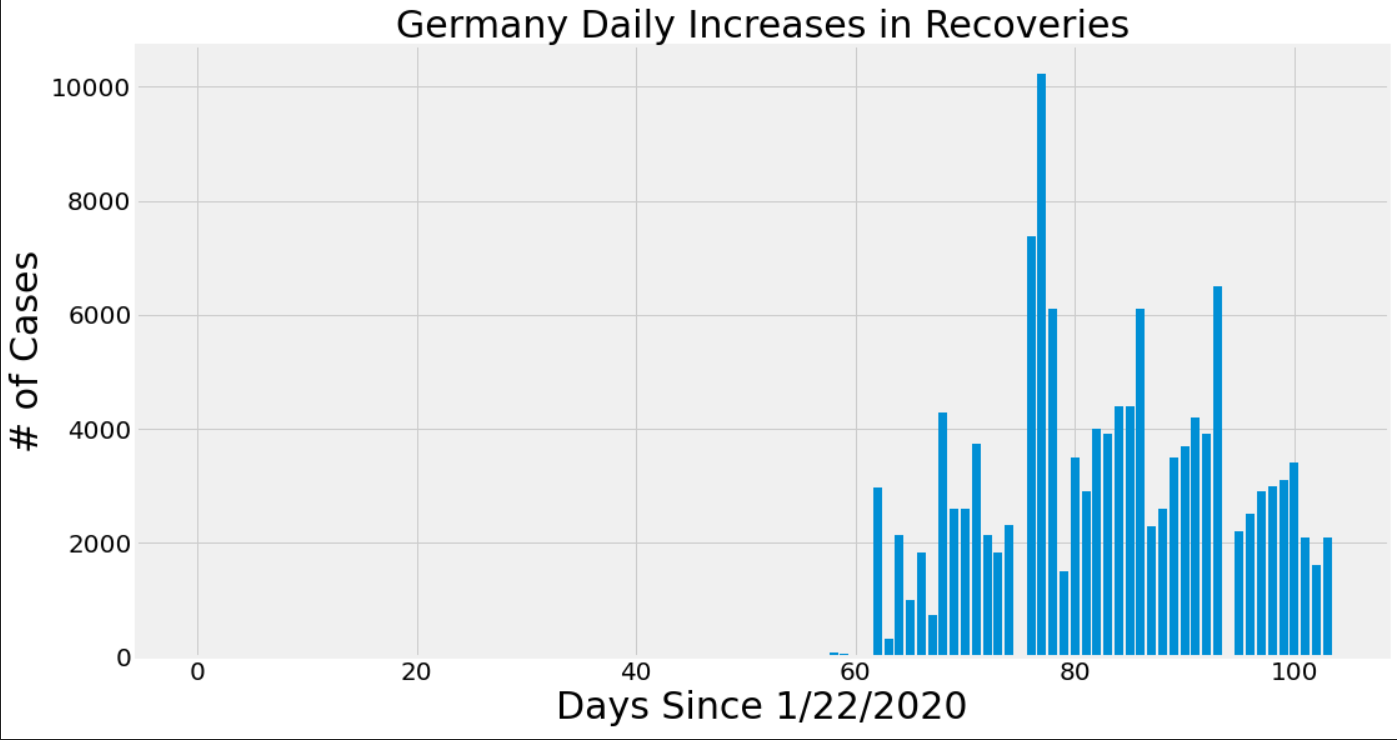 Germany Daily Increases in Recoveries
# of Cases
10000
8000
6000
4000
2000
0
0 20 40 60 80 100
Days Since 1/22/2020